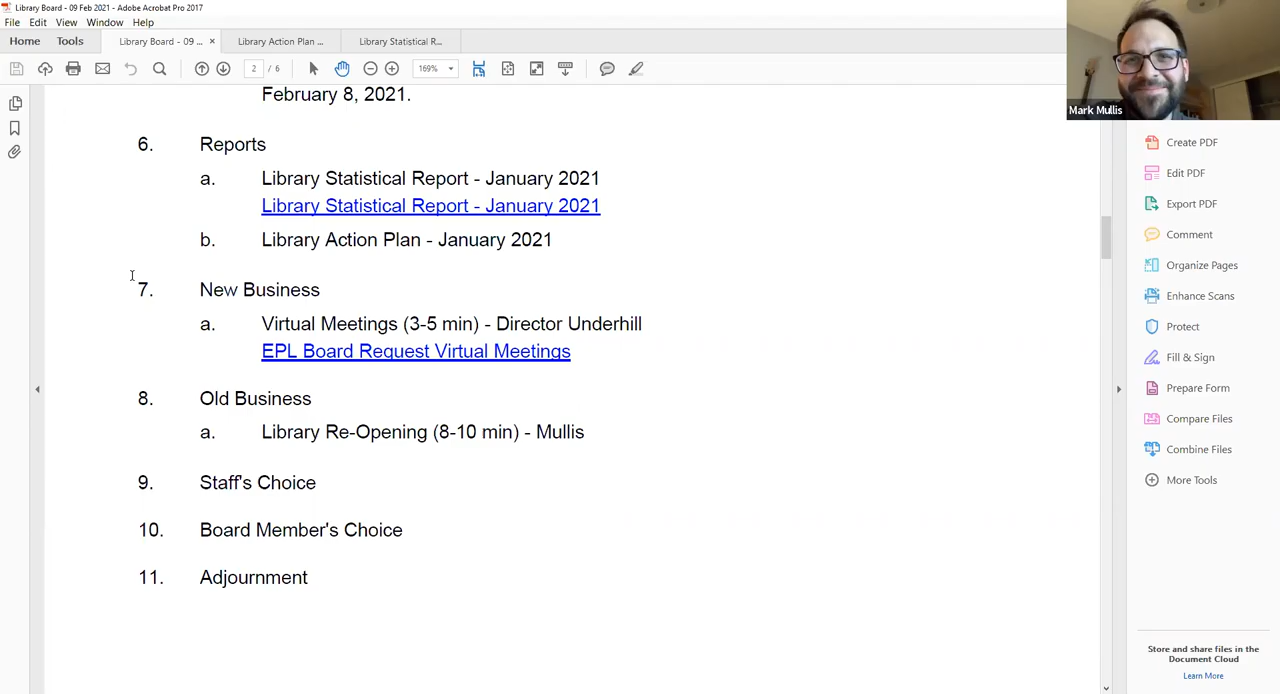 Library Board - 09 Feb 2021 - Adobe Acrobat Pro 2017
File Edit View Window Help
Home Tools Library Board - 09 ... × Library Action Plan ... Library Statistical R...
2 / 6 169%
Mark Mullis
February 8, 2021.
6. Reports
a. Library Statistical Report - January 2021
Library Statistical Report - January 2021
b. Library Action Plan - January 2021
7. New Business
a. Virtual Meetings (3-5 min) - Director Underhill
EPL Board Request Virtual Meetings
8. Old Business
a. Library Re-Opening (8-10 min) - Mullis
9. Staff's Choice
10. Board Member's Choice
11. Adjournment
Create PDF
Edit PDF
Export PDF
Comment
Organize Pages
Enhance Scans
Protect
Fill & Sign
Prepare Form
Compare Files
Combine Files
More Tools
Store and share files in the
Document Cloud
Learn More